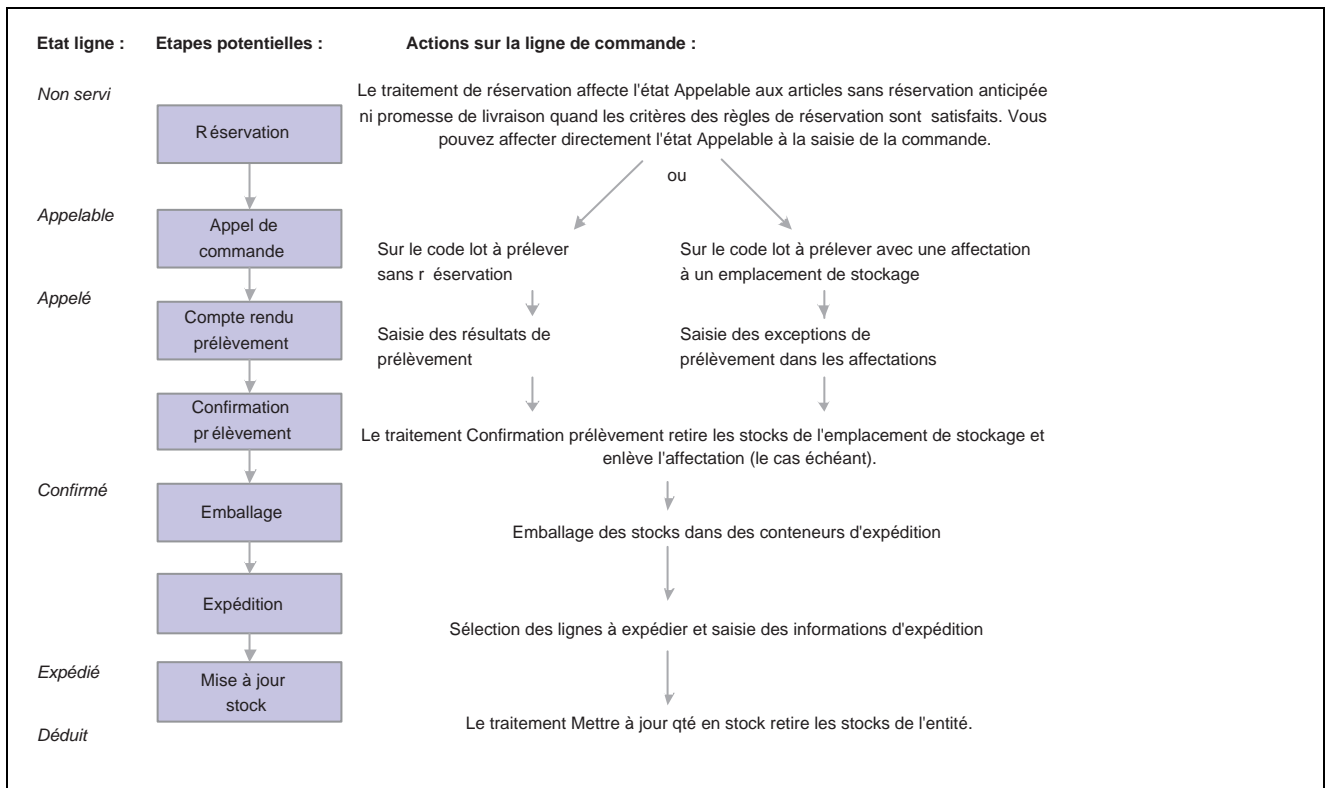 Etat ligne : Etapes potentielles : Actions sur la ligne de commande :
Non servi
Le traitement de réservation affecte l'état Appelable aux articles sans réservation anticipée
ni promesse de livraison quand les critères des règles de réservation sont satisfaits. Vous
pouvez affecter directement l'état Appelable à la saisie de la commande.
R éservation
ou
Appelable
Appel de
commande
Sur le code lot à prélever
sans r éservation
Sur le code lot à prélever avec une affectation
à un emplacement de stockage
Appelé
Compte rendu
prélèvement
Saisie des résultats de
prélèvement
Saisie des exceptions de
prélèvement dans les affectations
Confirmation
pr élèvement
Le traitement Confirmation prélèvement retire les stocks de l'emplacement de stockage et
enlève l'affectation (le cas échéant).
Confirmé
Emballage
Emballage des stocks dans des conteneurs d'expédition
Expédition
Sélection des lignes à expédier et saisie des informations d'expédition
Expédié
Mise à jour
stock
Le traitement Mettre à jour qté en stock retire les stocks de l'entité.
Déduit